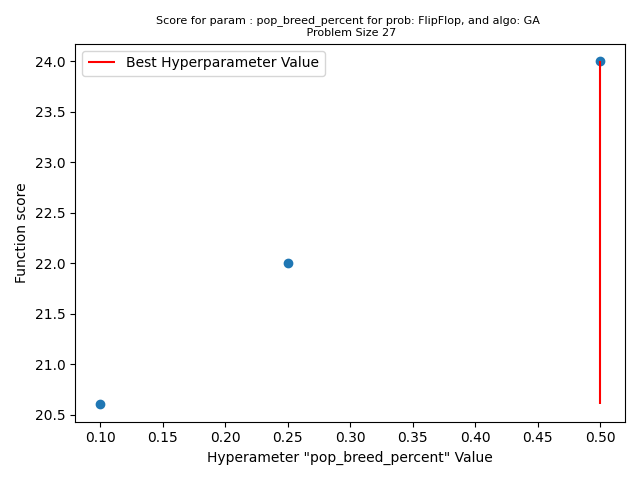 Score for param : pop_breed_percent for prob: FlipFlop, and algo: GA
Problem Size 27
Best Hyperparameter Value
Function score
24.0
23.5
23.0
22.5
22.0
21.5
21.0
20.5
0.10 0.15 0.20 0.25 0.30 0.35 0.40 0.45 0.50
Hyperameter "pop_breed_percent" Value